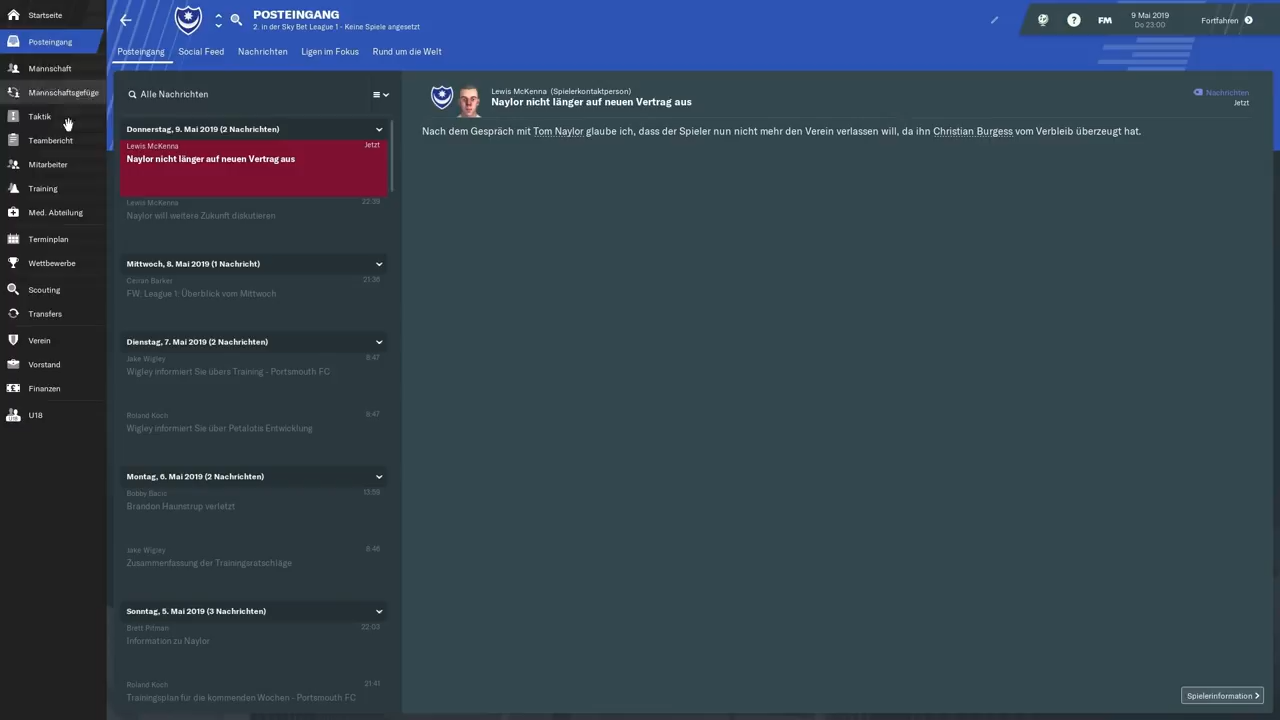 POSTEINGANG
2. in der Sky Bet League 1 - Keine Spiele angesetzt
FM
9 Mai 2019
Do 23:00
Fortfahren
Startseite
Posteingang
Mannschaft
Mannschaftsgefüge
Taktik
Teambericht
Mitarbeiter
Training
Med. Abteilung
Terminplan
Wettbewerbe
Scouting
Transfers
Verein
Vorstand
Finanzen
U18
Posteingang
Social Feed
Nachrichten
Ligen im Fokus
Rund um die Welt
Alle Nachrichten
Donnerstag, 9. Mai 2019 (2 Nachrichten)
Lewis McKenna Jetzt
Naylor nicht länger auf neuen Vertrag aus
Lewis McKenna 22:39
Naylor will weitere Zukunft diskutieren
Mittwoch, 8. Mai 2019 (1 Nachricht)
Ceiran Barker 21:36
FW: League 1: Überblick vom Mittwoch
Dienstag, 7. Mai 2019 (2 Nachrichten)
Jake Wigley 8:47
Wigley informiert Sie übers Training - Portsmouth FC
Roland Koch 8:47
Wigley informiert Sie über Petalotis Entwicklung
Montag, 6. Mai 2019 (2 Nachrichten)
Bobby Bacic 13:59
Brandon Haunstrup verletzt
Jake Wigley 8:46
Zusammenfassung der Trainingsratschläge
Sonntag, 5. Mai 2019 (3 Nachrichten)
Brett Pitman 22:03
Information zu Naylor
Roland Koch 21:41
Trainingsplan für die kommenden Wochen - Portsmouth FC
Lewis McKenna (Spielerkontaktperson)
Naylor nicht länger auf neuen Vertrag aus
Nachrichten
Jetzt
Nach dem Gespräch mit Tom Naylor glaube ich, dass der Spieler nun nicht mehr den Verein verlassen will, da ihn Christian Burgess vom Verbleib überzeugt hat.
Spielerinformation